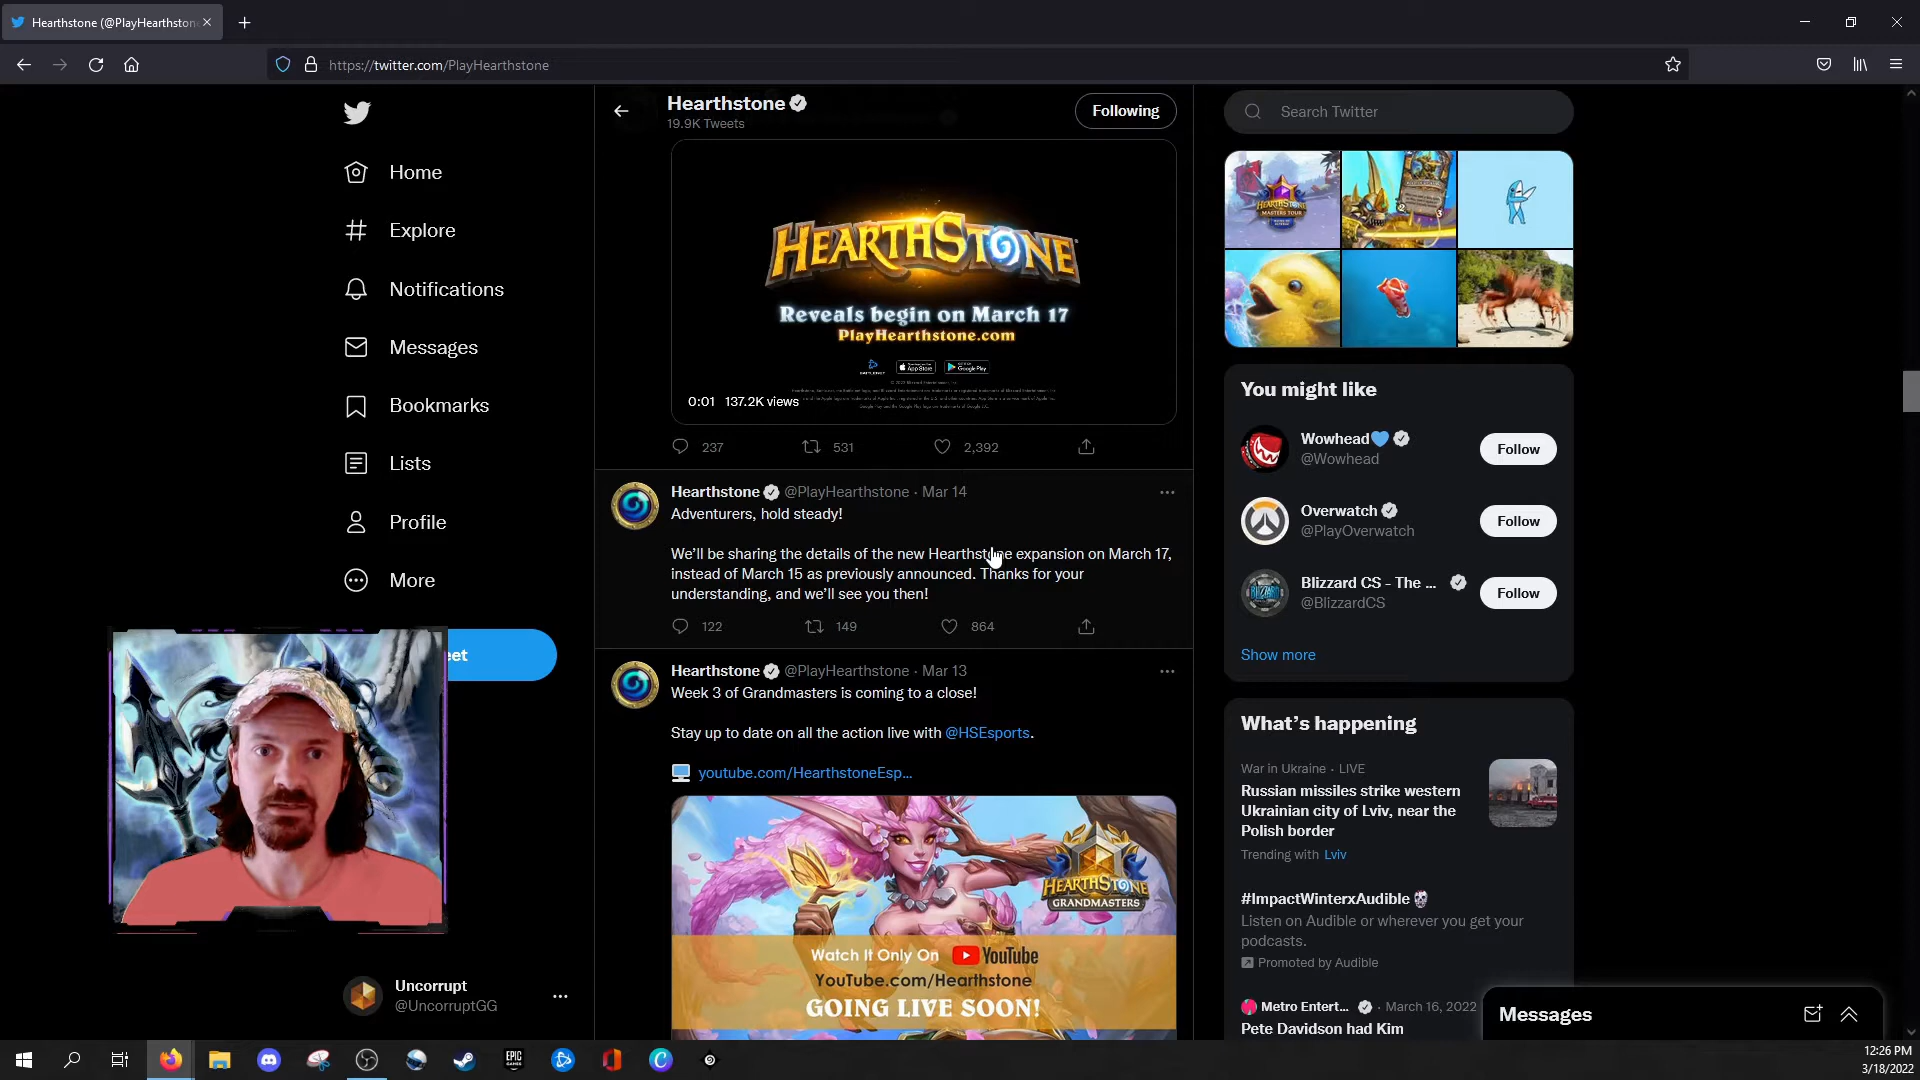 Hearthstone (@PlayHearthston
https://twitter.com/PlayHearthstone
Home
Explore
Notifications
Messages
Bookmarks
Lists
Profile
More
eet
Uncorrupt
@UncorruptGG
Hearthstone
19.9K Tweets
Following
HEARTHSTONE
Reveals begin on March 17
PlayHearthstone.com
App Store
Google Play
0:01 137.2K views
237 531 2,392
Hearthstone @PlayHearthstone · Mar 14
Adventurers, hold steady!
We'll be sharing the details of the new Hearthstone expansion on March 17,
instead of March 15 as previously announced. Thanks for your
understanding, and we'll see you then!
122 149 864
Hearthstone @PlayHearthstone · Mar 13
Week 3 of Grandmasters is coming to a close!
Stay up to date on all the action live with @HSEsports.
youtube.com/HearthstoneEsp...
HEARTHSTONE
GRANDMASTERS
Watch It Only On YouTube
YouTube.com/Hearthstone
GOING LIVE SOON!
Search Twitter
HEARTHSTONE
MASTERS TOUR
You might like
Wowhead
@Wowhead
Follow
Overwatch
@PlayOverwatch
Follow
Blizzard CS - The ...
@BlizzardCS
Follow
Show more
What's happening
War in Ukraine · LIVE
Russian missiles strike western
Ukrainian city of Lviv, near the
Polish border
Trending with Lviv
#ImpactWinterxAudible
Listen on Audible or wherever you get your
podcasts.
Promoted by Audible
Metro Entert... · March 16, 2022
Pete Davidson had Kim
Messages
EPIC
GAMES
12:26 PM
3/18/2022